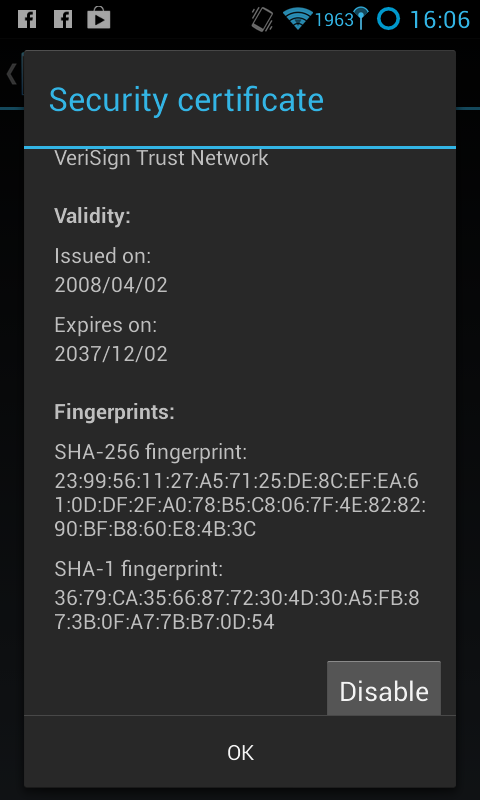 1963 16:06
Security certificate
VeriSign Trust Network
Validity:
Issued on:
2008/04/02
Expires on:
2037/12/02
Fingerprints:
SHA-256 fingerprint:
23:99:56:11:27:A5:71:25:DE:8C:EF:EA:6
1:0D:DF:2F:A0:78:B5:C8:06:7F:4E:82:82:
90:BF:B8:60:E8:4B:3C
SHA-1 fingerprint:
36:79:CA:35:66:87:72:30:4D:30:A5:FB:8
7:3B:0F:A7:7B:B7:0D:54
Disable
OK